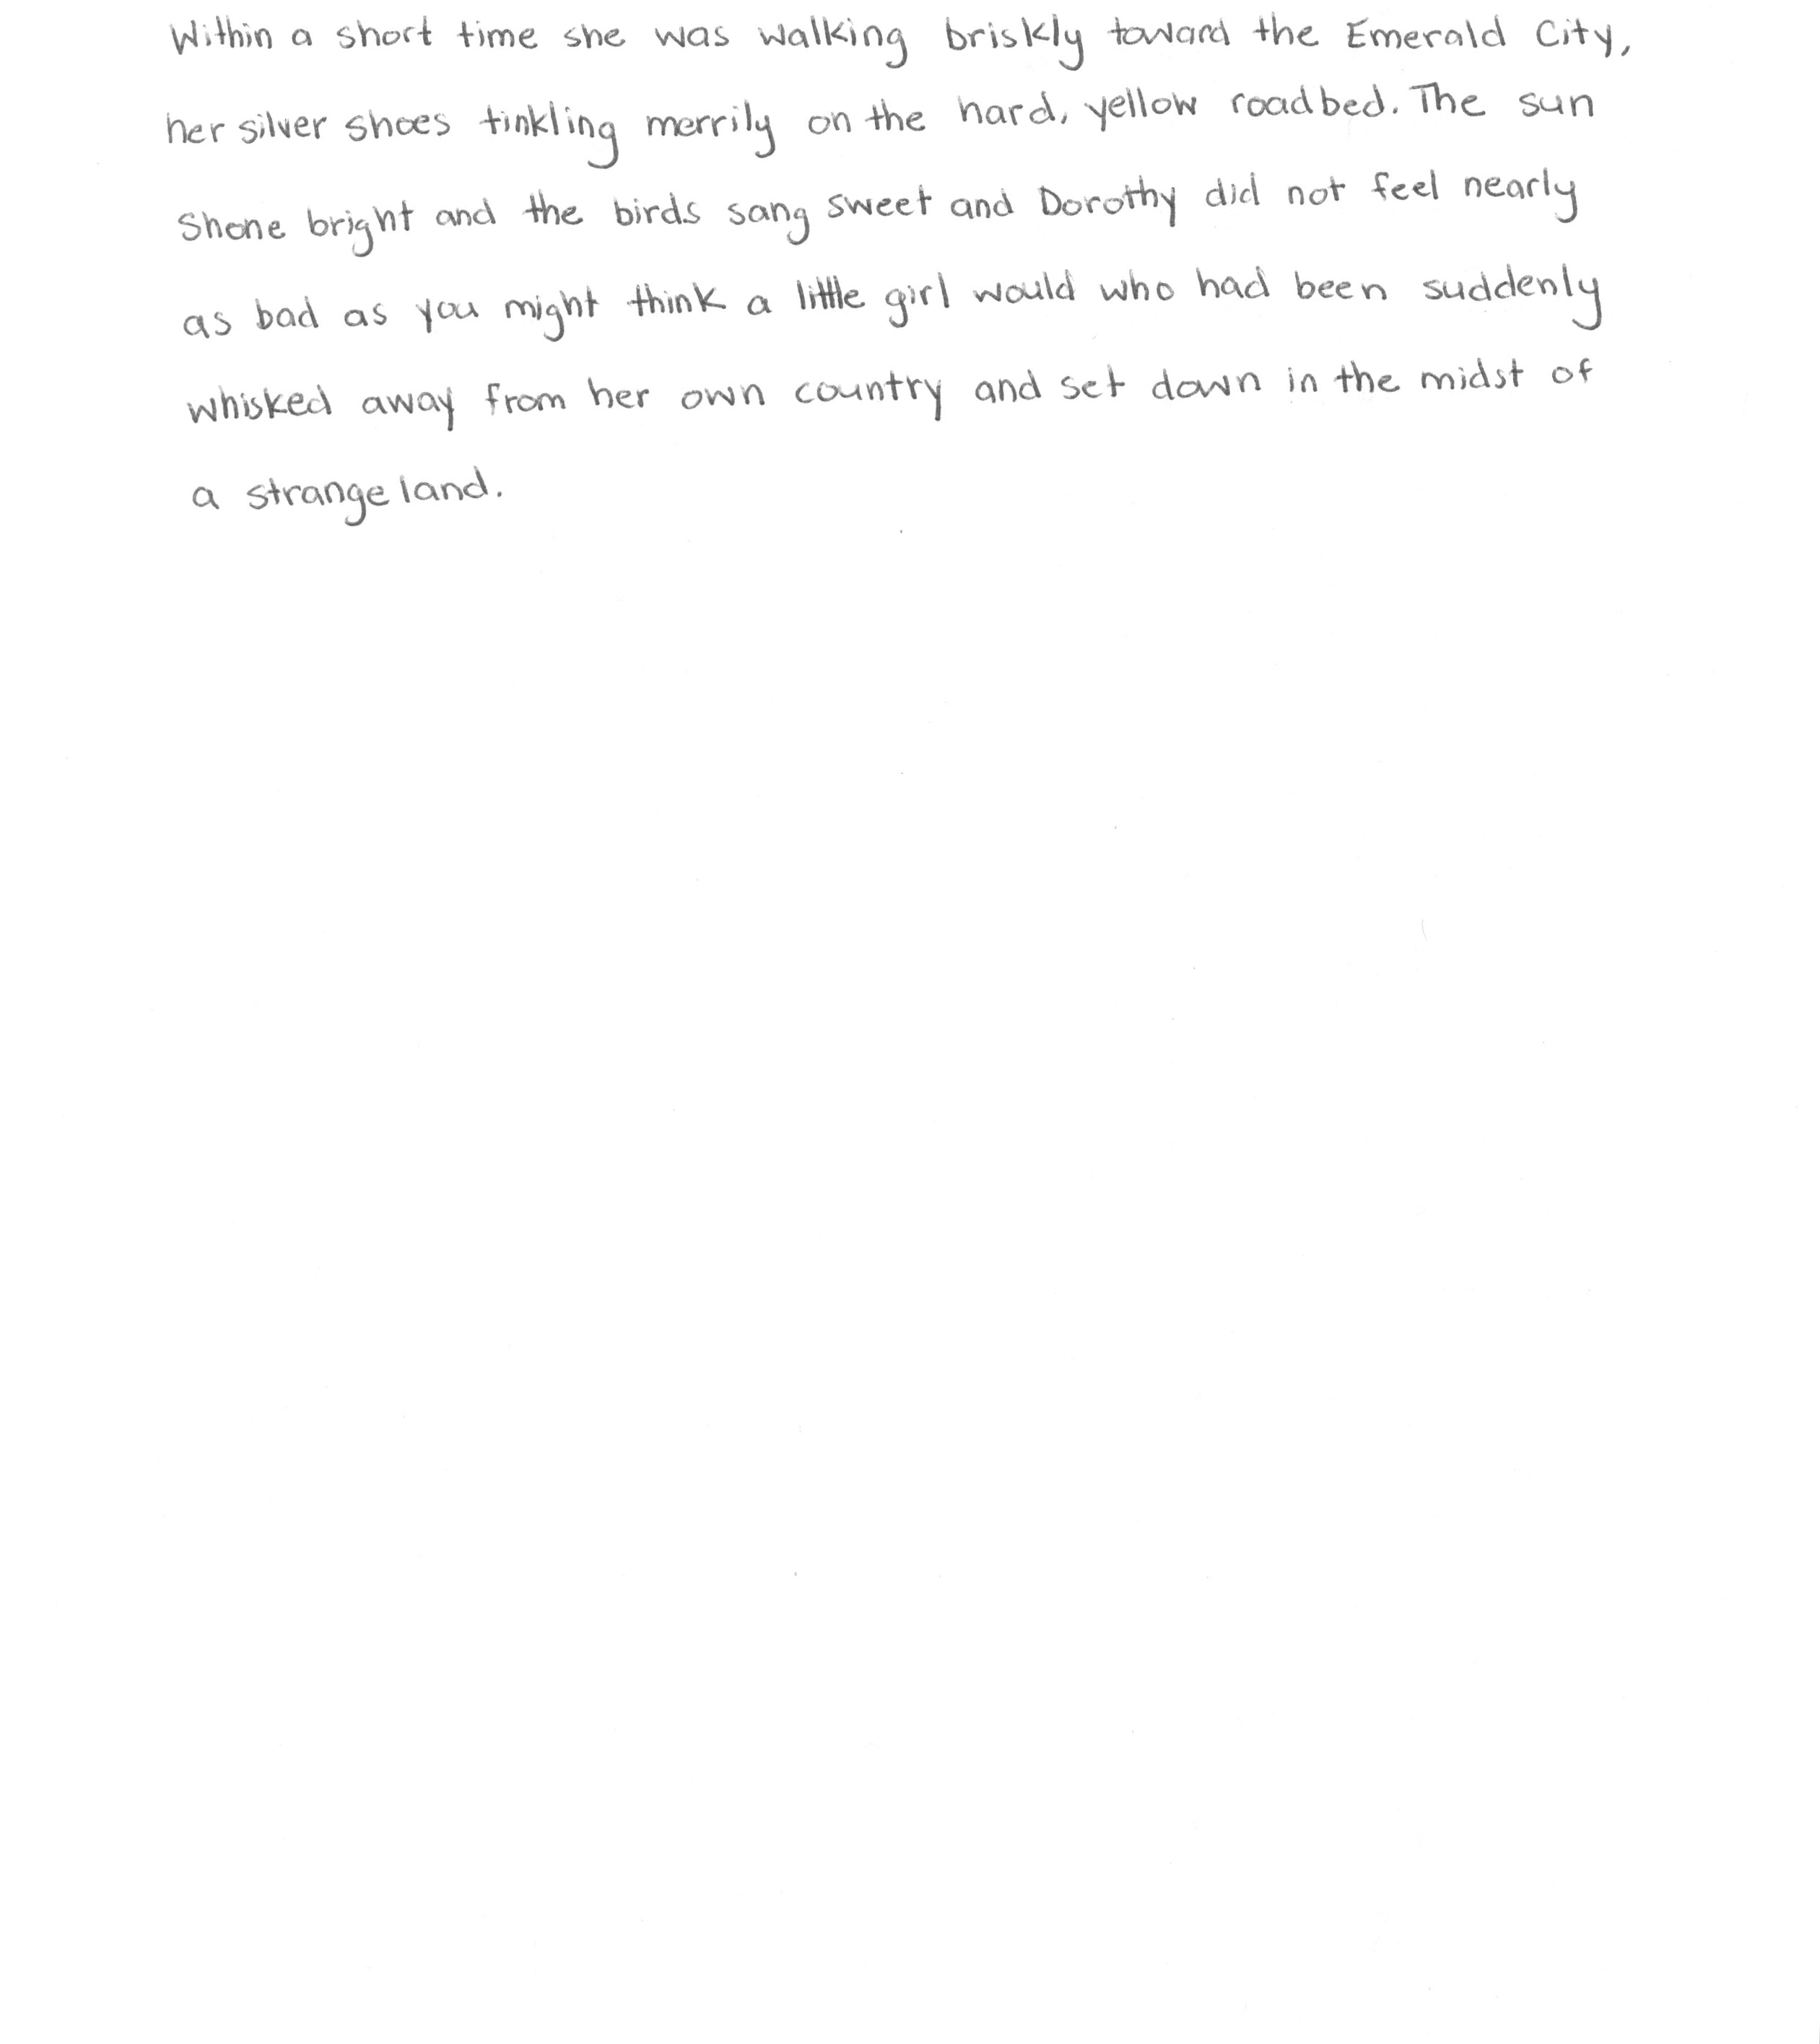 Within a short time she was walking briskly toward the Emerald City,
her silver shoes tinkling merrily on the hard, yellow roadbed. The sun
shone bright and the birds sang sweet and Dorothy did not feel nearly
as bad as you might think a little girl would who had been suddenly
whisked away from her own country and set down in the midst of
a strange land.